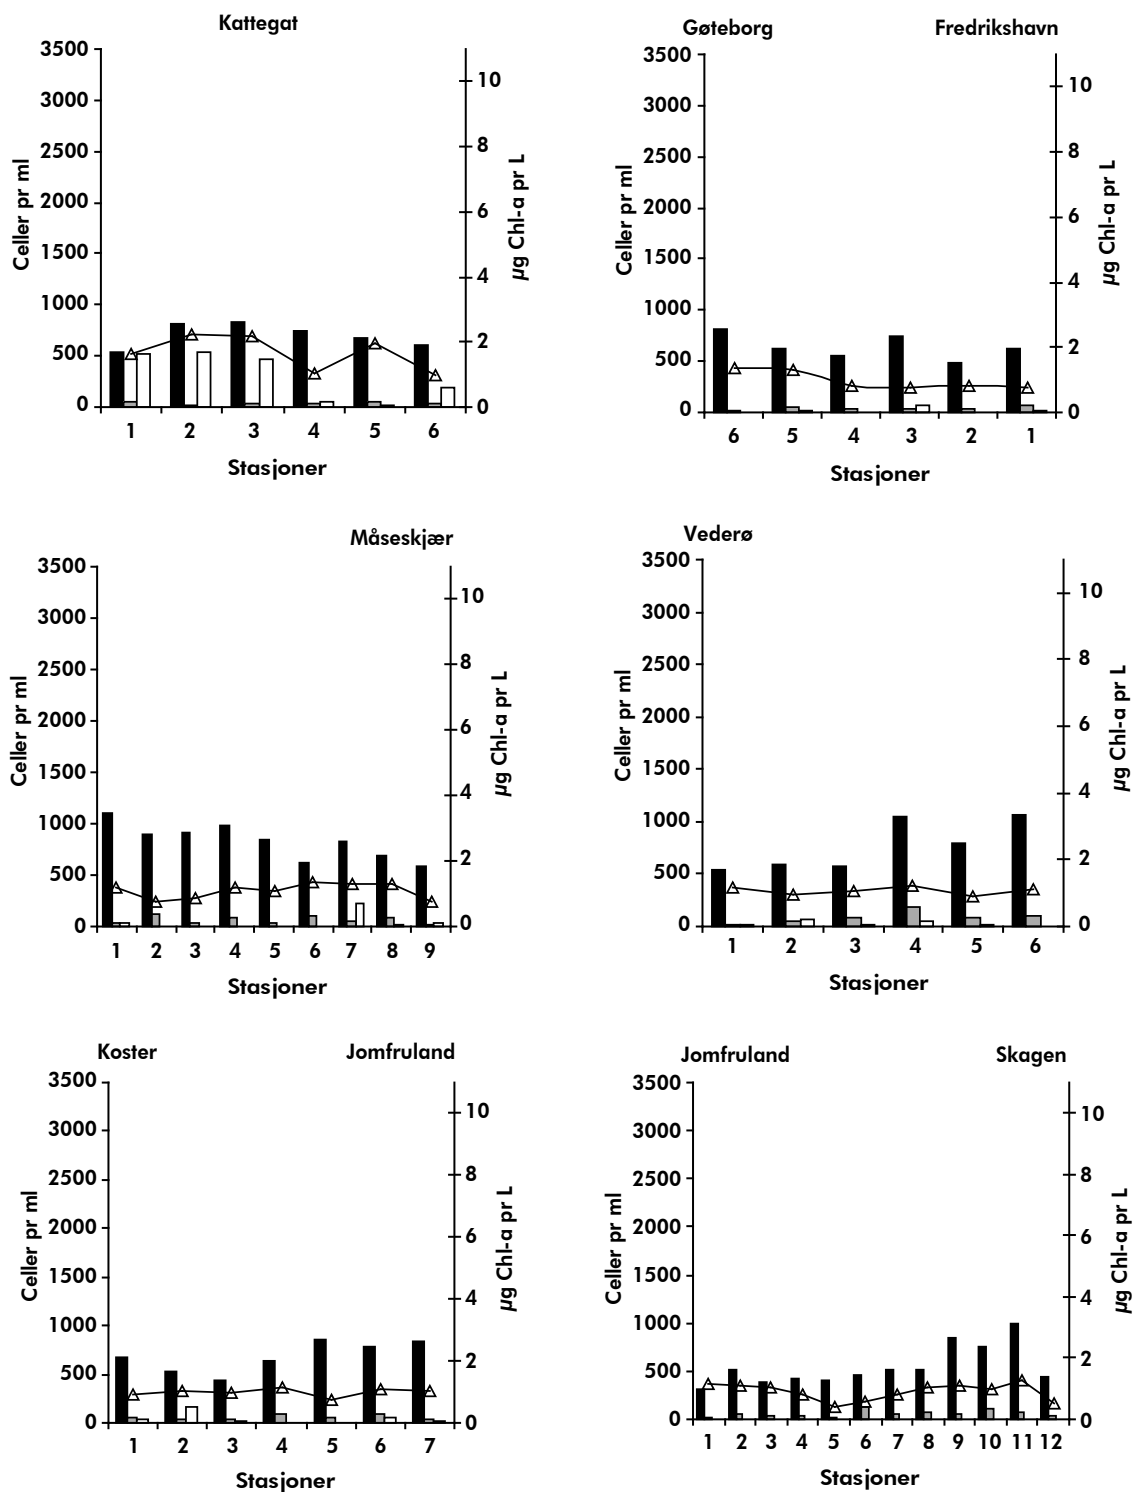 Kattegat
3500
3000
2500
2000
1500
1000
500
0
Celler pr ml
10
8
6
4
2
0
µg Chl-a pr L
1 2 3 4 5 6
Stasjoner
Gøteborg Fredrikshavn
3500
3000
2500
2000
1500
1000
500
0
Celler pr ml
10
8
6
4
2
0
µg Chl-a pr L
6 5 4 3 2 1
Stasjoner
Måseskjær
3500
3000
2500
2000
1500
1000
500
0
Celler pr ml
10
8
6
4
2
0
µg Chl-a pr L
1 2 3 4 5 6 7 8 9
Stasjoner
Vederø
3500
3000
2500
2000
1500
1000
500
0
Celler pr ml
10
8
6
4
2
0
µg Chl-a pr L
1 2 3 4 5 6
Stasjoner
Koster Jomfruland
3500
3000
2500
2000
1500
1000
500
0
Celler pr ml
10
8
6
4
2
0
µg Chl-a pr L
1 2 3 4 5 6 7
Stasjoner
Jomfruland Skagen
3500
3000
2500
2000
1500
1000
500
0
Celler pr ml
10
8
6
4
2
0
µg Chl-a pr L
1 2 3 4 5 6 7 8 9 10 11 12
Stasjoner